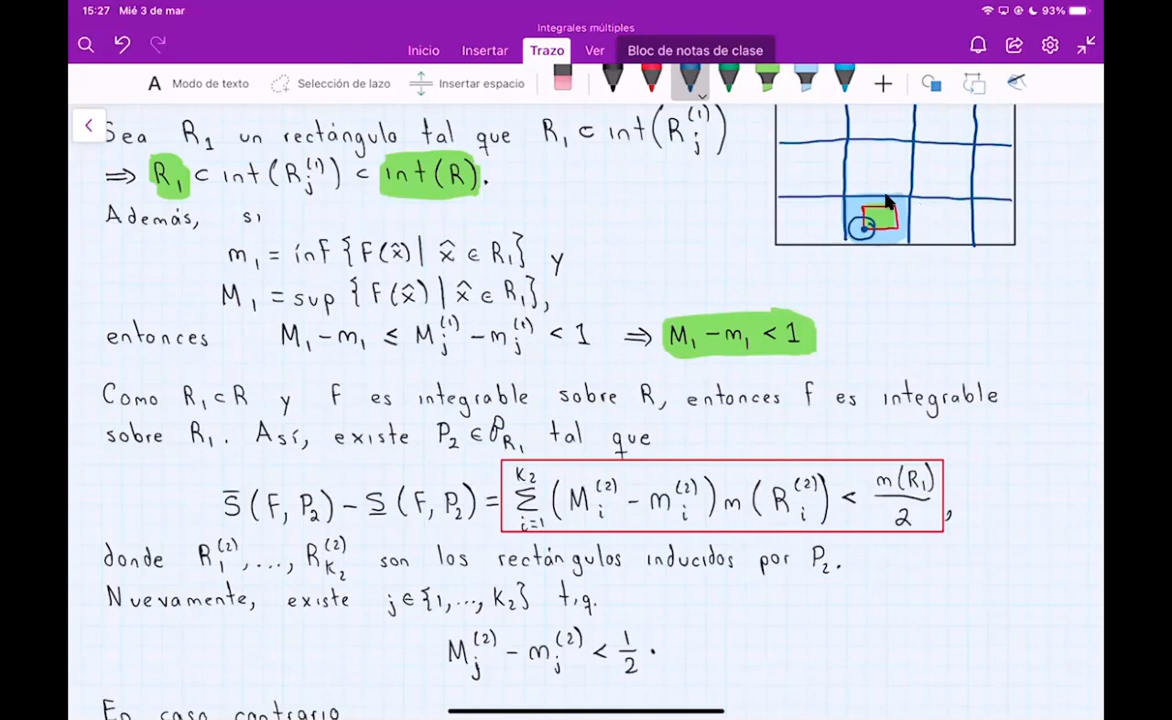 15:27 Mié 3 de mar 93%
Integrales múltiples
Inicio Insertar Trazo Ver Bloc de notas de clase
A Modo de texto Selección de lazo Insertar espacio
Sea R₁ un rectángulo tal que R₁ ⊂ int(R_j^(1))
⇒ R₁ ⊂ int(R_j^(1)) ⊂ int(R).
Además, si
m₁ = inf {F(x̂) | x̂ ∈ R₁} y
M₁ = sup {F(x̂) | x̂ ∈ R₁},
entonces M₁ - m₁ ≤ M_j^(1) - m_j^(1) < 1 ⇒ M₁ - m₁ < 1
Como R₁ ⊂ R y F es integrable sobre R, entonces f es integrable
sobre R₁. Así, existe P₂ ∈ 𝒫_R₁ tal que
S̅(F, P₂) - S̲(F, P₂) = Σ_{i=1}^{K₂} (M_i^(2) - m_i^(2)) m(R_i^(2)) < m(R₁)/2,
donde R₁^(2), ..., R_K₂^(2) son los rectángulos inducidos por P₂.
Nuevamente, existe j ∈ {1, ..., K₂} t.q.
M_j^(2) - m_j^(2) < 1/2.
En caso contrario